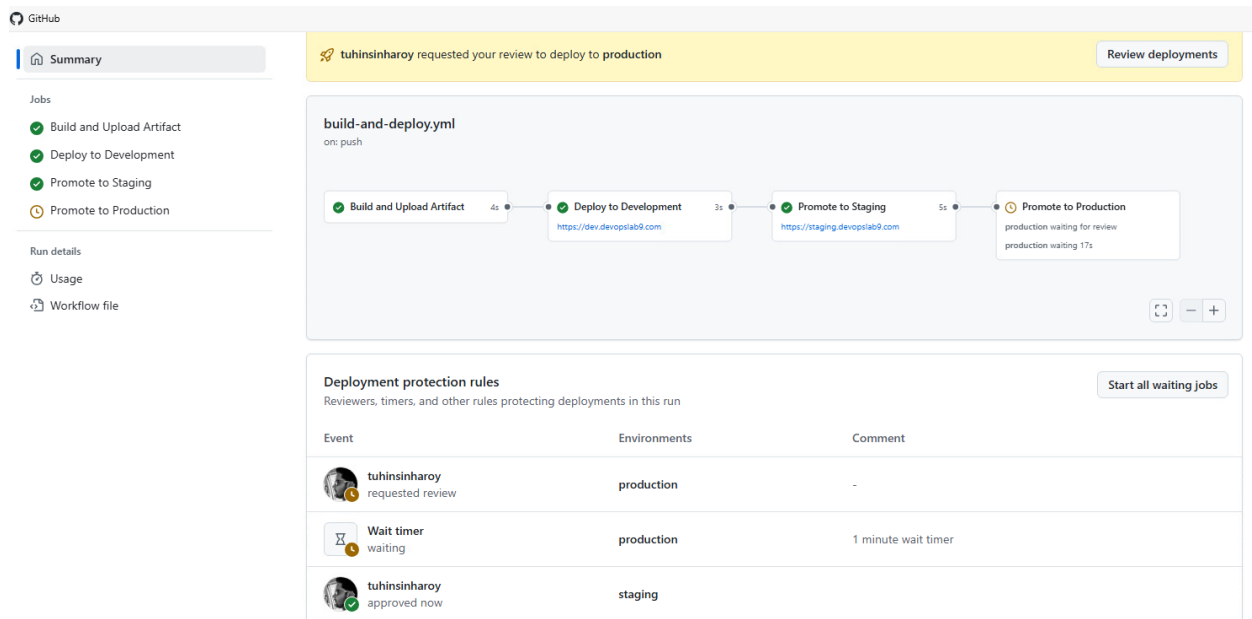 GitHub
Summary
Jobs
Build and Upload Artifact
Deploy to Development
Promote to Staging
Promote to Production
Run details
Usage
Workflow file
tuhinsinharoy requested your review to deploy to production
Review deployments
build-and-deploy.yml
on: push
Build and Upload Artifact 4s
Deploy to Development 3s
https://dev.devopslab9.com
Promote to Staging 5s
https://staging.devopslab9.com
Promote to Production
production waiting for review
production waiting 17s
Deployment protection rules
Reviewers, timers, and other rules protecting deployments in this run
Start all waiting jobs
Event Environments Comment
tuhinsinharoy
requested review
production
-
Wait timer
waiting
production
1 minute wait timer
tuhinsinharoy
approved now
staging